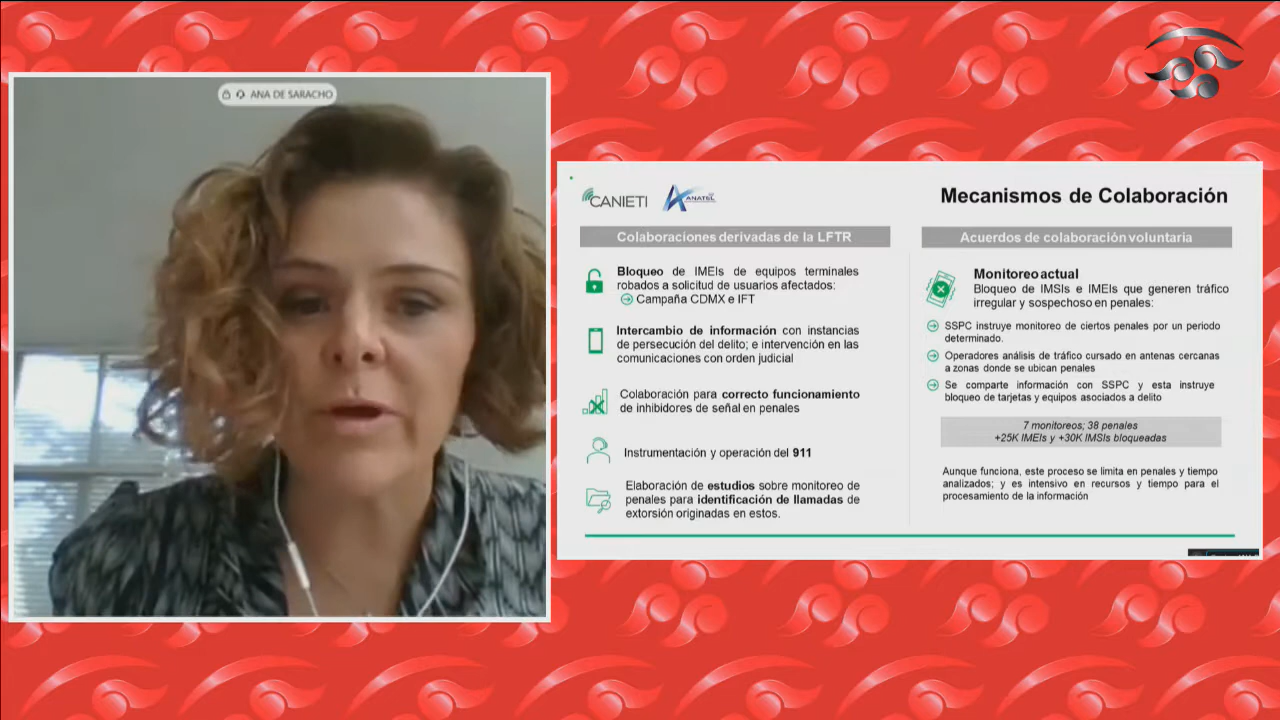 ANA DE SARACHO
CANIETI
ANATEL
Mecanismos de Colaboración
Colaboraciones derivadas de la LFTR
Bloqueo de IMEIs de equipos terminales
robados a solicitud de usuarios afectados:
Campaña CDMX e IFT
Intercambio de información con instancias
de persecución del delito; e intervención en las
comunicaciones con orden judicial
Colaboración para correcto funcionamiento
de inhibidores de señal en penales
Instrumentación y operación del 911
Elaboración de estudios sobre monitoreo de
penales para identificación de llamadas de
extorsión originadas en estos.
Acuerdos de colaboración voluntaria
Monitoreo actual
Bloqueo de IMSIs e IMEIs que generen tráfico
irregular y sospechoso en penales:
SSPC instruye monitoreo de ciertos penales por un periodo
determinado.
Operadores análisis de tráfico cursado en antenas cercanas
a zonas donde se ubican penales
Se comparte información con SSPC y esta instruye
bloqueo de tarjetas y equipos asociados a delito
7 monitoreos; 38 penales
+25K IMEIs y +30K IMSIs bloqueadas
Aunque funciona, este proceso se limita en penales y tiempo
analizados; y es intensivo en recursos y tiempo para el
procesamiento de la información